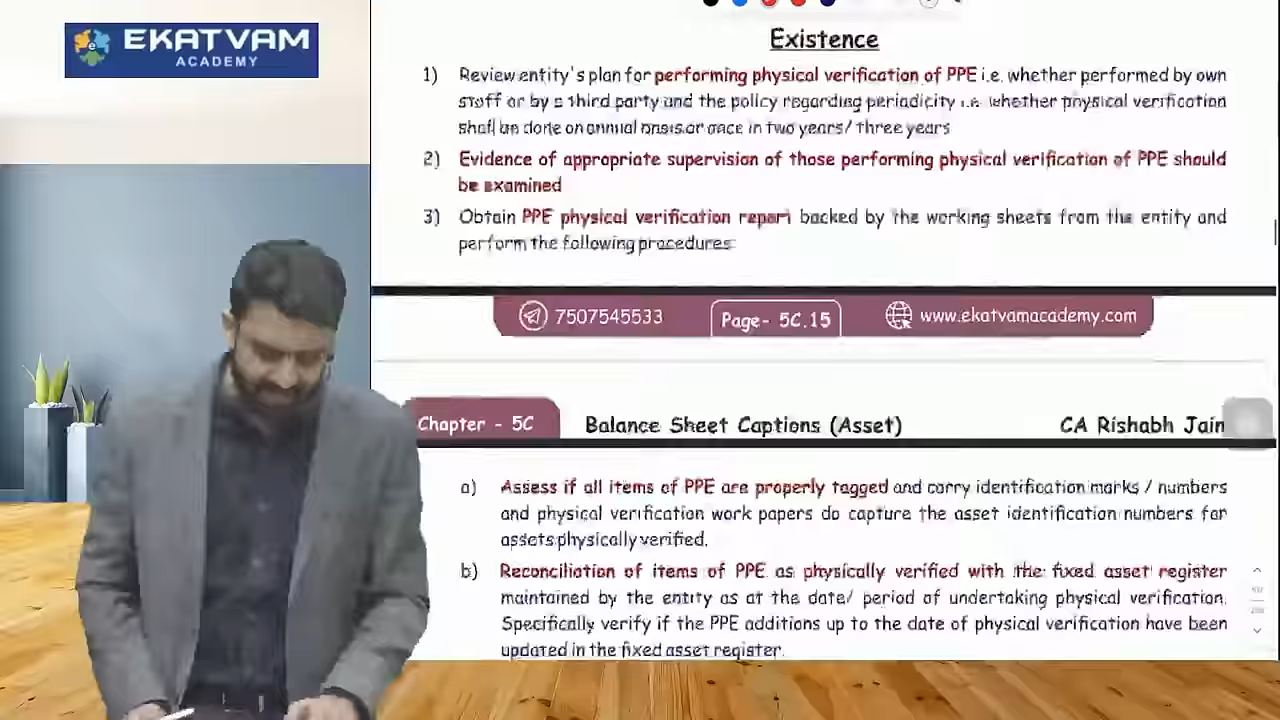 EKATVAM
ACADEMY
Existence
1) Review entity's plan for performing physical verification of PPE i.e. whether performed by own
staff or by a third party and the policy regarding periodicity i.e. whether physical verification
shall be done on annual basis or once in two years/ three years
2) Evidence of appropriate supervision of those performing physical verification of PPE should
be examined
3) Obtain PPE physical verification report backed by the working sheets from the entity and
perform the following procedures:
7507545533
Page- 5C.15
www.ekatvamacademy.com
Chapter - 5C
Balance Sheet Captions (Asset)
CA Rishabh Jain
a) Assess if all items of PPE are properly tagged and carry identification marks / numbers
and physical verification work papers do capture the asset identification numbers for
assets physically verified.
b) Reconciliation of items of PPE as physically verified with the fixed asset register
maintained by the entity as at the date/ period of undertaking physical verification.
Specifically verify if the PPE additions up to the date of physical verification have been
updated in the fixed asset register.